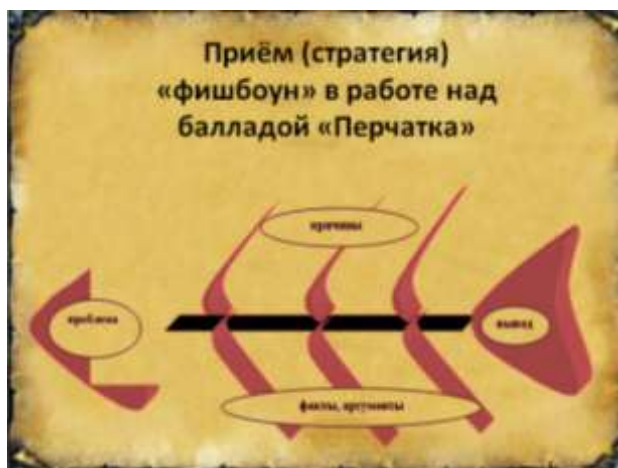 Приём (стратегия)
«фишбоун» в работе над
балладой «Перчатка»
причины
проблема
вывод
факты, аргументы